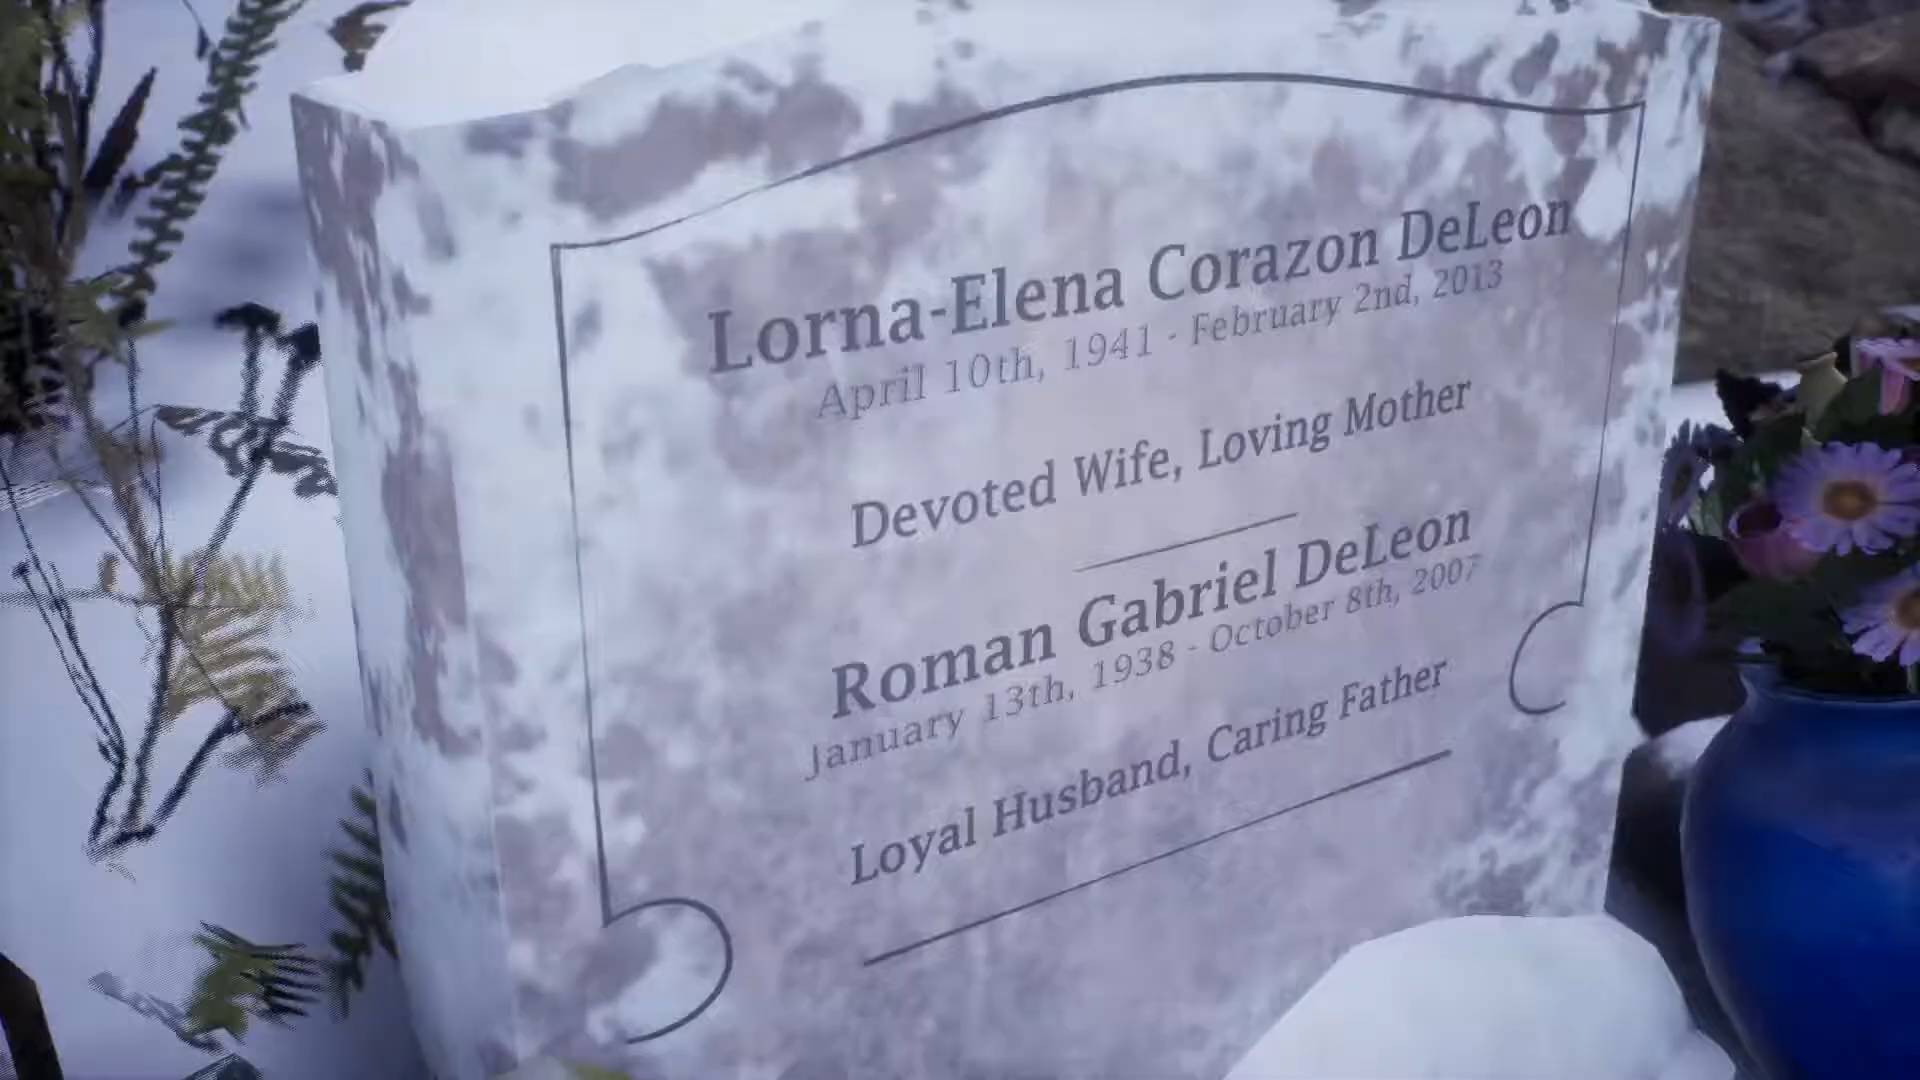 Lorna-Elena Corazon DeLeon
April 10th, 1941 - February 2nd, 2013
Devoted Wife, Loving Mother
Roman Gabriel DeLeon
January 13th, 1938 - October 8th, 2007
Loyal Husband, Caring Father